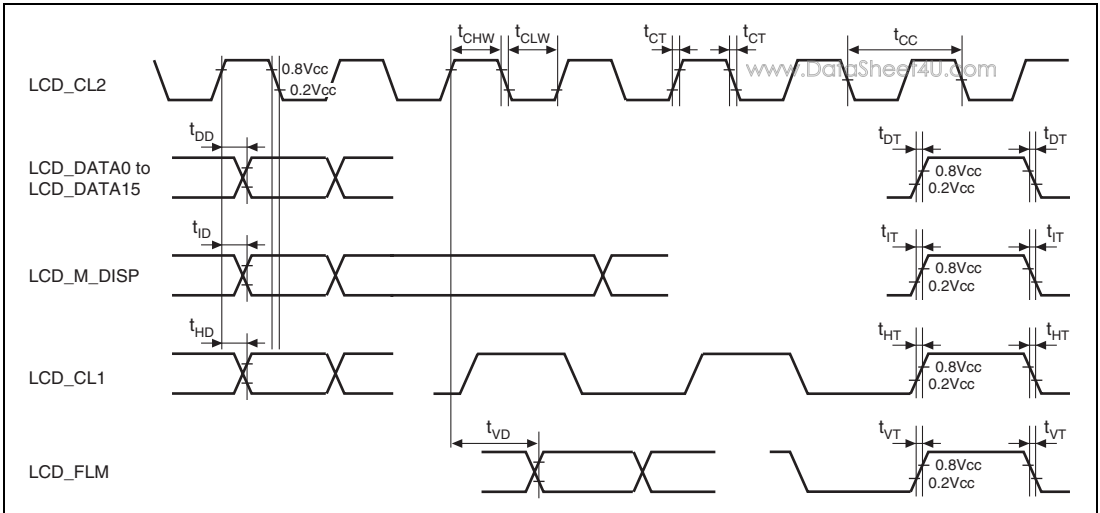 tCHW tCLW tCT tCT tCC
www.DataSheet4U.com
LCD_CL2
0.8Vcc
0.2Vcc
tDD tDT tDT
LCD_DATA0 to
LCD_DATA15
0.8Vcc
0.2Vcc
tID tIT tIT
LCD_M_DISP
0.8Vcc
0.2Vcc
tHD tHT tHT
LCD_CL1
0.8Vcc
0.2Vcc
tVD tVT tVT
LCD_FLM
0.8Vcc
0.2Vcc